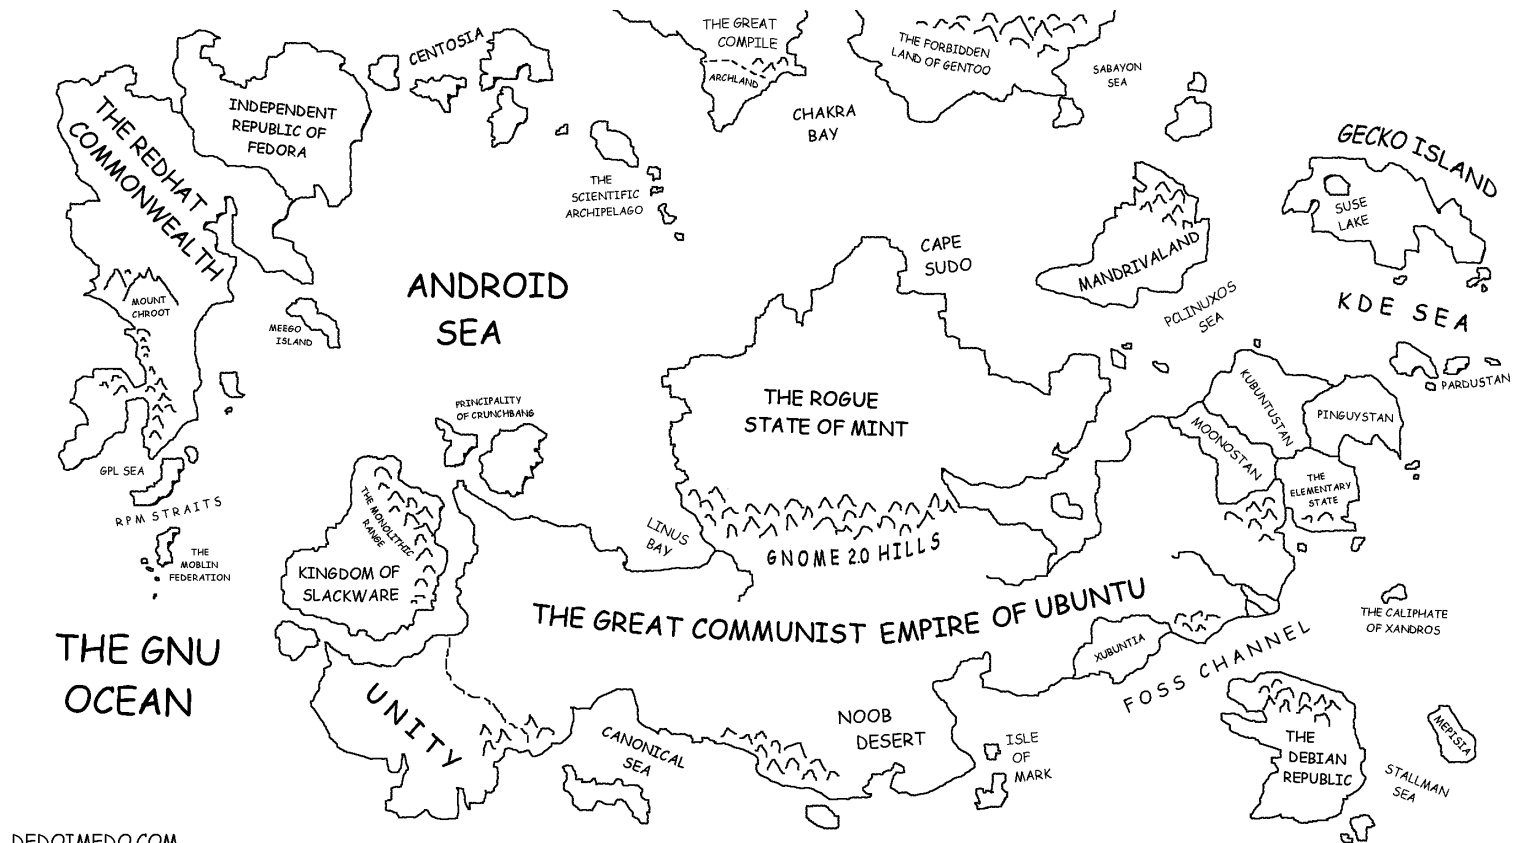 THE GREAT
COMPILE
ARCHLAND
THE FORBIDDEN
LAND OF GENTOO
SABAYON
SEA
CENTOSIA
INDEPENDENT
REPUBLIC OF
FEDORA
THE REDHAT
COMMONWEALTH
CHAKRA
BAY
GECKO ISLAND
SUSE
LAKE
THE
SCIENTIFIC
ARCHIPELAGO
CAPE
SUDO
MANDRIVALAND
PCLINUXOS
SEA
KDE SEA
MOUNT
CHROOT
MEEGO
ISLAND
ANDROID
SEA
PARDUSTAN
KUBUNTUSTAN
PINGUYSTAN
MOONOSTAN
THE
ELEMENTARY
STATE
THE ROGUE
STATE OF MINT
PRINCIPALITY
OF CRUNCHBANG
GPL SEA
RPM STRAITS
THE
MOBLIN
FEDERATION
THE MONOLITHIC
RANGE
LINUS
BAY
GNOME 2.0 HILLS
KINGDOM OF
SLACKWARE
THE GREAT COMMUNIST EMPIRE OF UBUNTU
THE CALIPHATE
OF XANDROS
XUBUNTIA
FOSS CHANNEL
THE GNU
OCEAN
UNITY
CANONICAL
SEA
NOOB
DESERT
ISLE
OF
MARK
THE
DEBIAN
REPUBLIC
MEPISIA
STALLMAN
SEA
DEDOIMEDO.COM